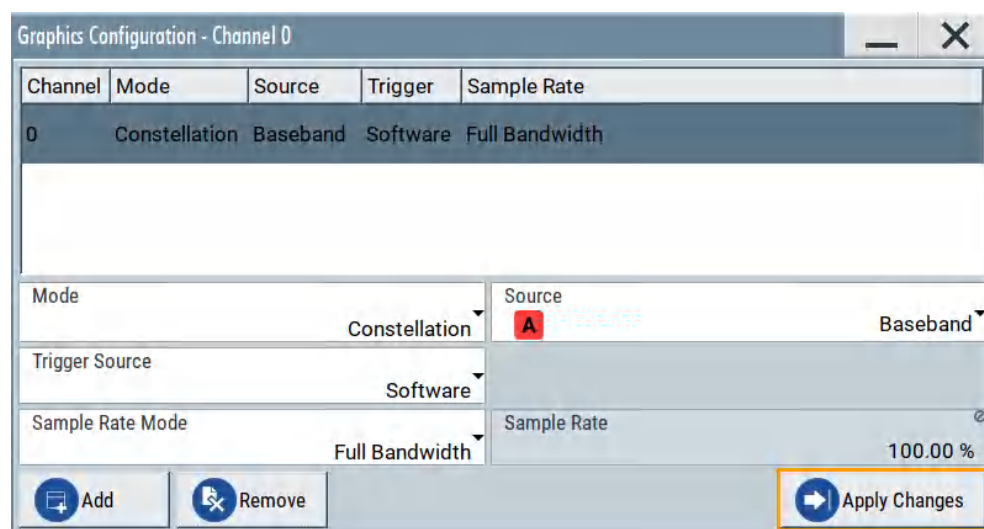 Graphics Configuration - Channel 0
Channel Mode Source Trigger Sample Rate
0 Constellation Baseband Software Full Bandwidth
Mode
Constellation
Source
A
Baseband
Trigger Source
Software
Sample Rate Mode
Full Bandwidth
Sample Rate
100.00 %
Add
Remove
Apply Changes